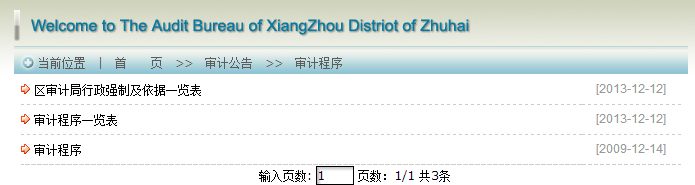 Welcome to The Audit Bureau of XiangZhou Distriot of Zhuhai
当前位置 | 首 页 >> 审计公告 >> 审计程序
区审计局行政强制及依据一览表 [2013-12-12]
审计程序一览表 [2013-12-12]
审计程序 [2009-12-14]
输入页数: 1 页数: 1/1 共3条